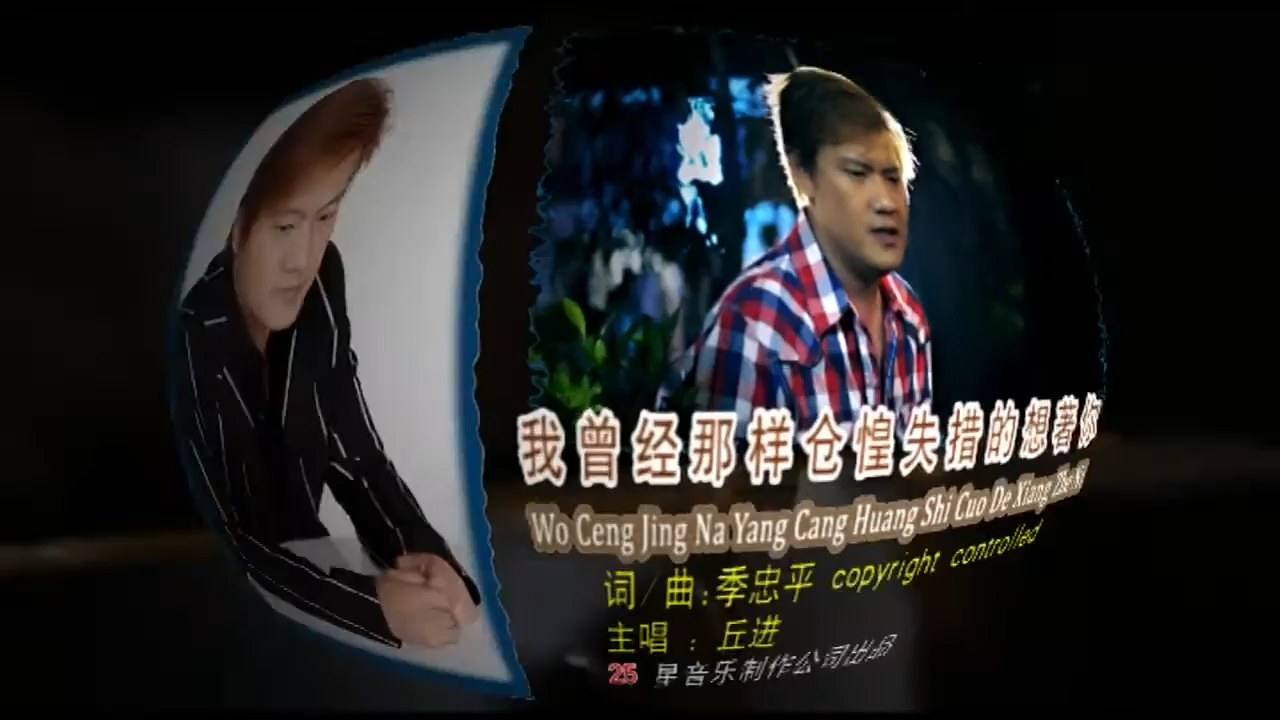 我曾经那样仓惶失措的想著你
Wo Ceng Jing Na Yang Cang Huang Shi Cuo De Xiang Zhe Ni
词/曲:季忠平 copyright controlled
主唱 : 丘进
25 星音乐制作公司出品